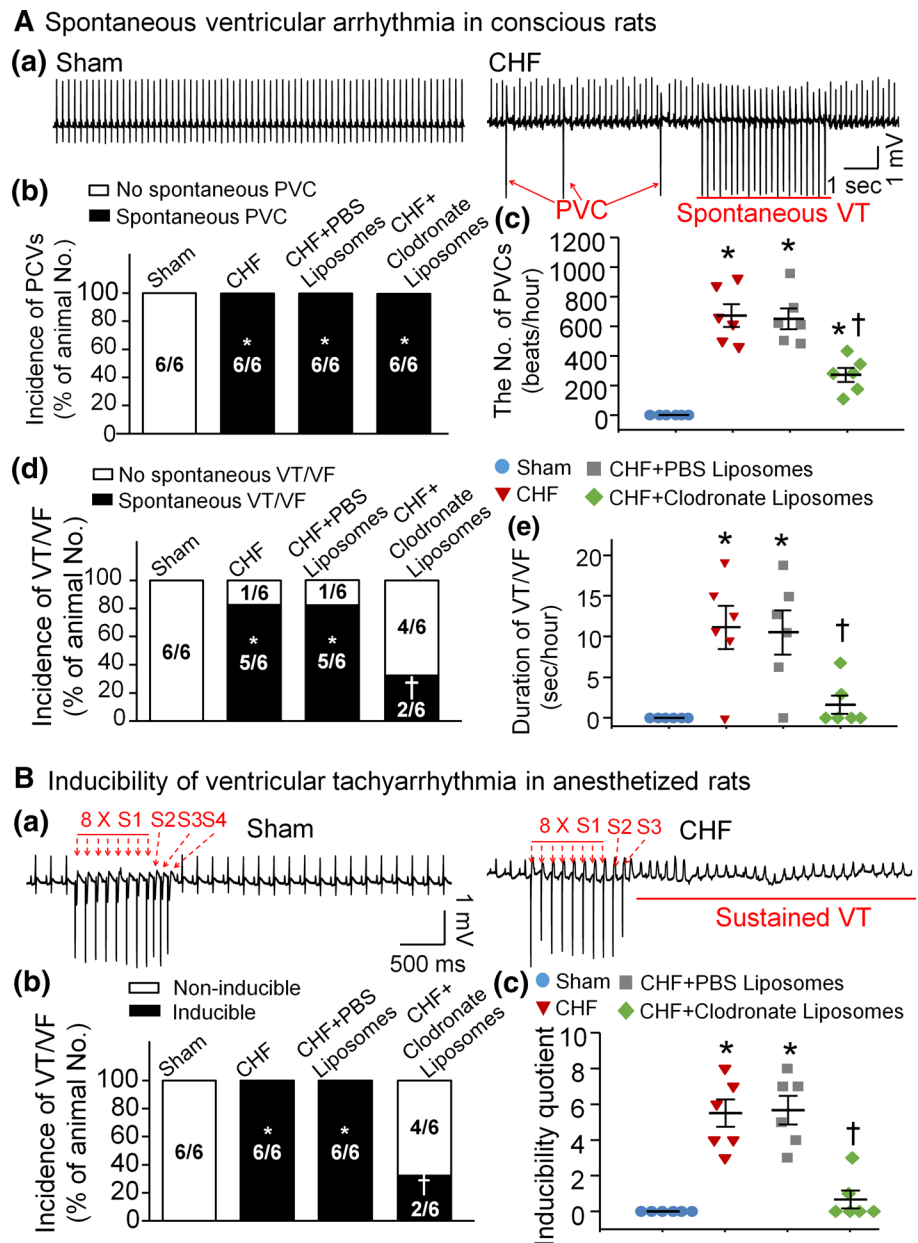 A Spontaneous ventricular arrhythmia in conscious rats
(a) Sham
CHF
PVC
Spontaneous VT
1 sec
1 mV
(b)
No spontaneous PVC
Spontaneous PVC
Incidence of PCVs
(% of animal No.)
100
80
60
40
20
0
Sham
CHF
CHF+PBS
Liposomes
CHF+
Clodronate
Liposomes
6/6
*
6/6
*
6/6
*
6/6
(c)
The No. of PVCs
(beats/hour)
1200
1000
800
600
400
200
0
*
*
* †
(d)
No spontaneous VT/VF
Spontaneous VT/VF
Incidence of VT/VF
(% of animal No.)
100
80
60
40
20
0
Sham
CHF
CHF+PBS
Liposomes
CHF+
Clodronate
Liposomes
6/6
1/6
*
5/6
1/6
*
5/6
4/6
†
2/6
Sham
CHF+PBS Liposomes
CHF
CHF+Clodronate Liposomes
(e)
Duration of VT/VF
(sec/hour)
20
15
10
5
0
*
*
†
B Inducibility of ventricular tachyarrhythmia in anesthetized rats
(a)
8 X S1 S2S3S4
Sham
1 mV
500 ms
8 X S1 S2 S3
CHF
Sustained VT
(b)
Non-inducible
Inducible
Incidence of VT/VF
(% of animal No.)
100
80
60
40
20
0
Sham
CHF
CHF+PBS
Liposomes
CHF+
Clodronate
Liposomes
6/6
*
6/6
*
6/6
4/6
†
2/6
(c)
Sham
CHF+PBS Liposomes
CHF
CHF+Clodronate Liposomes
Inducibility quotient
10
8
6
4
2
0
*
*
†